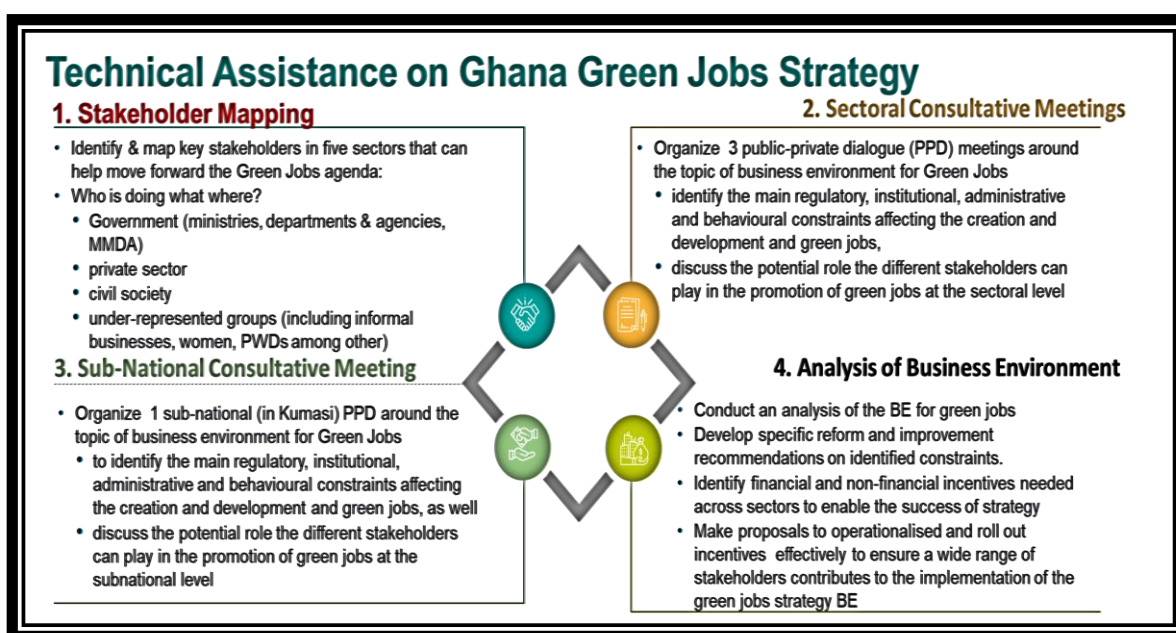 Technical Assistance on Ghana Green Jobs Strategy
1. Stakeholder Mapping
• Identify & map key stakeholders in five sectors that can
help move forward the Green Jobs agenda:
• Who is doing what where?
• Government (ministries, departments & agencies,
MMDA)
• private sector
• civil society
• under-represented groups (including informal
businesses, women, PWDs among other)
2. Sectoral Consultative Meetings
• Organize 3 public-private dialogue (PPD) meetings around
the topic of business environment for Green Jobs
• identify the main regulatory, institutional, administrative
and behavioural constraints affecting the creation and
development and green jobs,
• discuss the potential role the different stakeholders can
play in the promotion of green jobs at the sectoral level
3. Sub-National Consultative Meeting
• Organize 1 sub-national (in Kumasi) PPD around the
topic of business environment for Green Jobs
• to identify the main regulatory, institutional,
administrative and behavioural constraints affecting
the creation and development and green jobs, as well
• discuss the potential role the different stakeholders
can play in the promotion of green jobs at the
subnational level
4. Analysis of Business Environment
• Conduct an analysis of the BE for green jobs
• Develop specific reform and improvement
recommendations on identified constraints.
• Identify financial and non-financial incentives needed
across sectors to enable the success of strategy
• Make proposals to operationalised and roll out
incentives effectively to ensure a wide range of
stakeholders contributes to the implementation of the
green jobs strategy BE